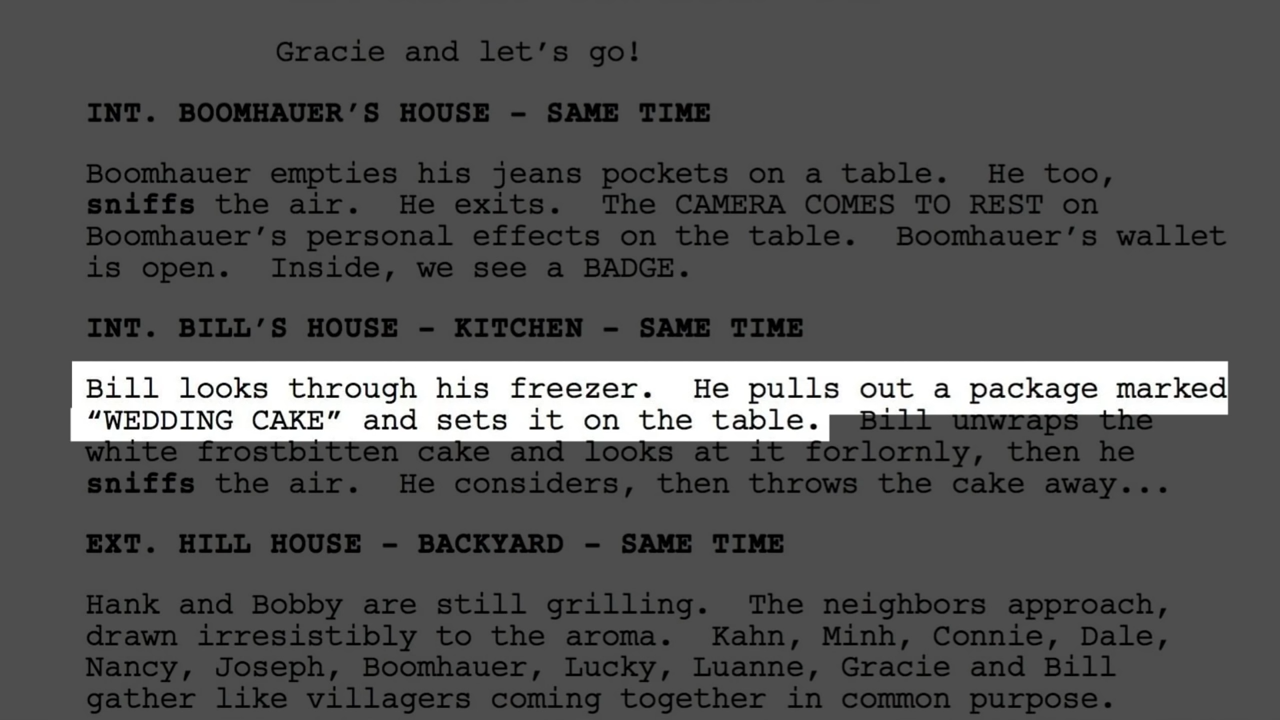 Gracie and let’s go!
INT. BOOMHAUER’S HOUSE – SAME TIME
Boomhauer empties his jeans pockets on a table.  He too,
sniffs the air.  He exits.  The CAMERA COMES TO REST on
Boomhauer’s personal effects on the table.  Boomhauer’s wallet
is open.  Inside, we see a BADGE.
INT. BILL’S HOUSE – KITCHEN – SAME TIME
Bill looks through his freezer.  He pulls out a package marked
“WEDDING CAKE” and sets it on the table.  Bill unwraps the
white frostbitten cake and looks at it forlornly, then he
sniffs the air.  He considers, then throws the cake away...
EXT. HILL HOUSE – BACKYARD – SAME TIME
Hank and Bobby are still grilling.  The neighbors approach,
drawn irresistibly to the aroma.  Kahn, Minh, Connie, Dale,
Nancy, Joseph, Boomhauer, Lucky, Luanne, Gracie and Bill
gather like villagers coming together in common purpose.